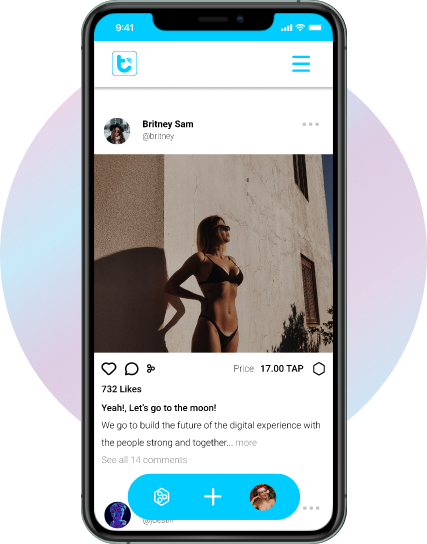 9:41
t
Britney Sam
@britney
Price 17.00 TAP
732 Likes
Yeah!, Let's go to the moon!
We go to build the future of the digital experience with
the people strong and together... more
See all 14 comments